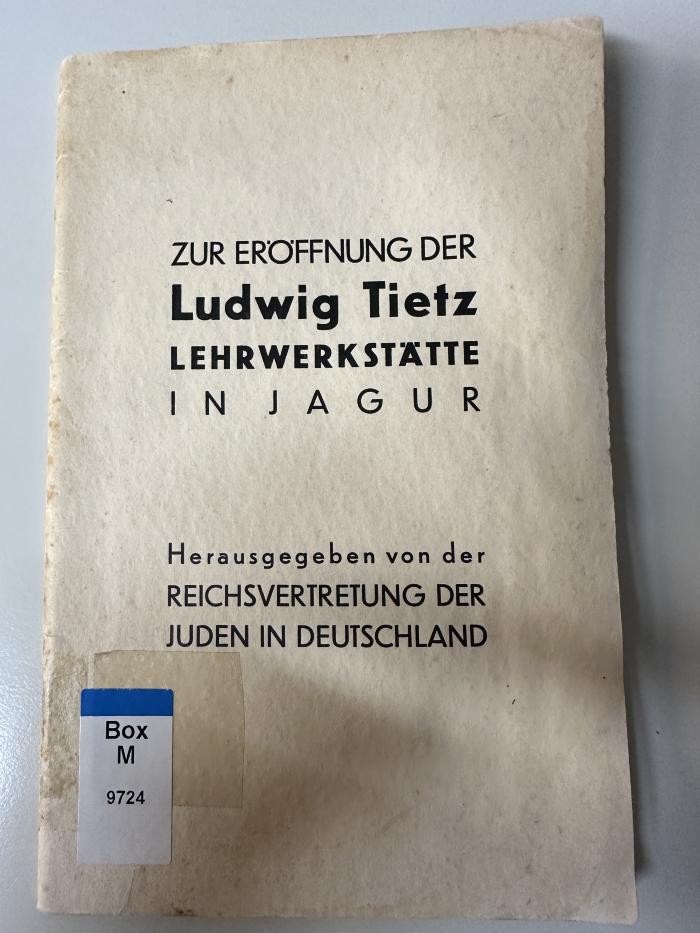 ZUR ERÖFFNUNG DER
Ludwig Tietz
LEHRWERKSTÄTTE
IN JAGUR
Herausgegeben von der
REICHSVERTRETUNG DER
JUDEN IN DEUTSCHLAND
Box
M
9724